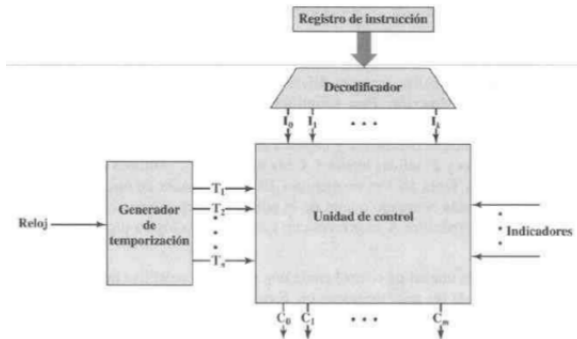 Registro de instrucción
Decodificador
I0 I1 • • • Ik
Generador
de
temporización
T1
T2
Tn
Reloj
Unidad de control
Indicadores
C0 C1 • • • Cm